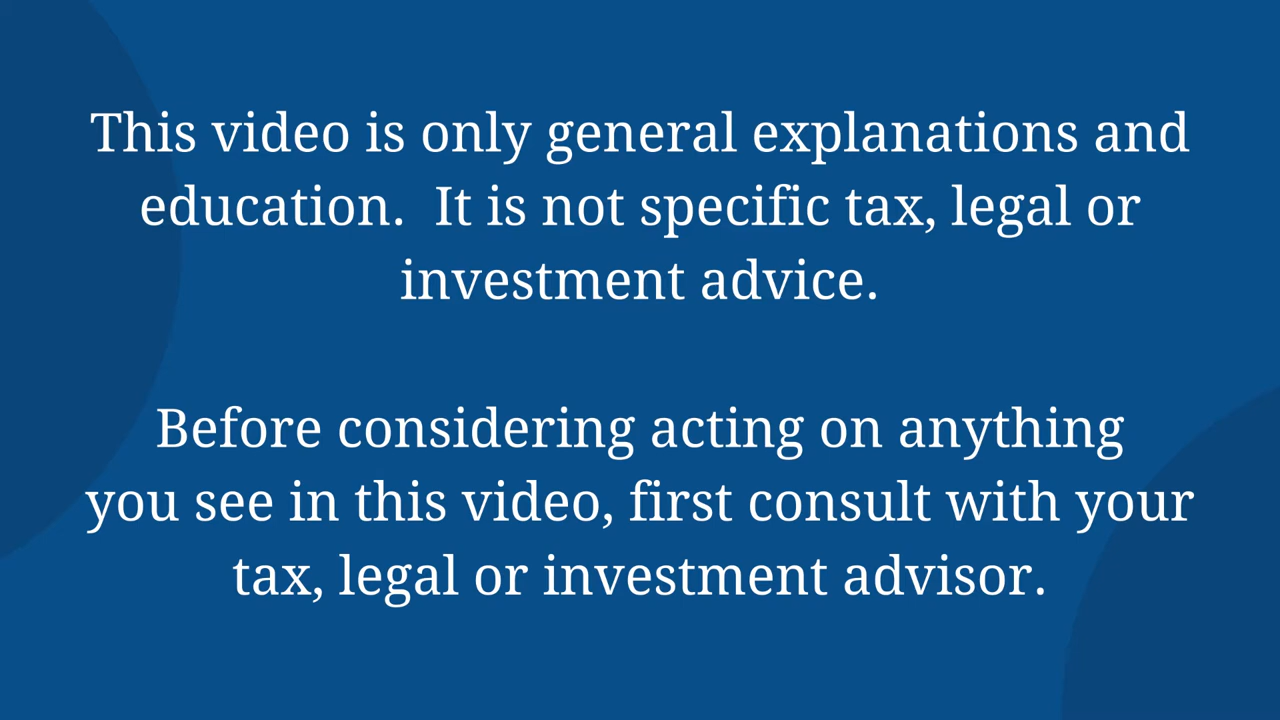 This video is only general explanations and
education.  It is not specific tax, legal or
investment advice.
Before considering acting on anything
you see in this video, first consult with your
tax, legal or investment advisor.